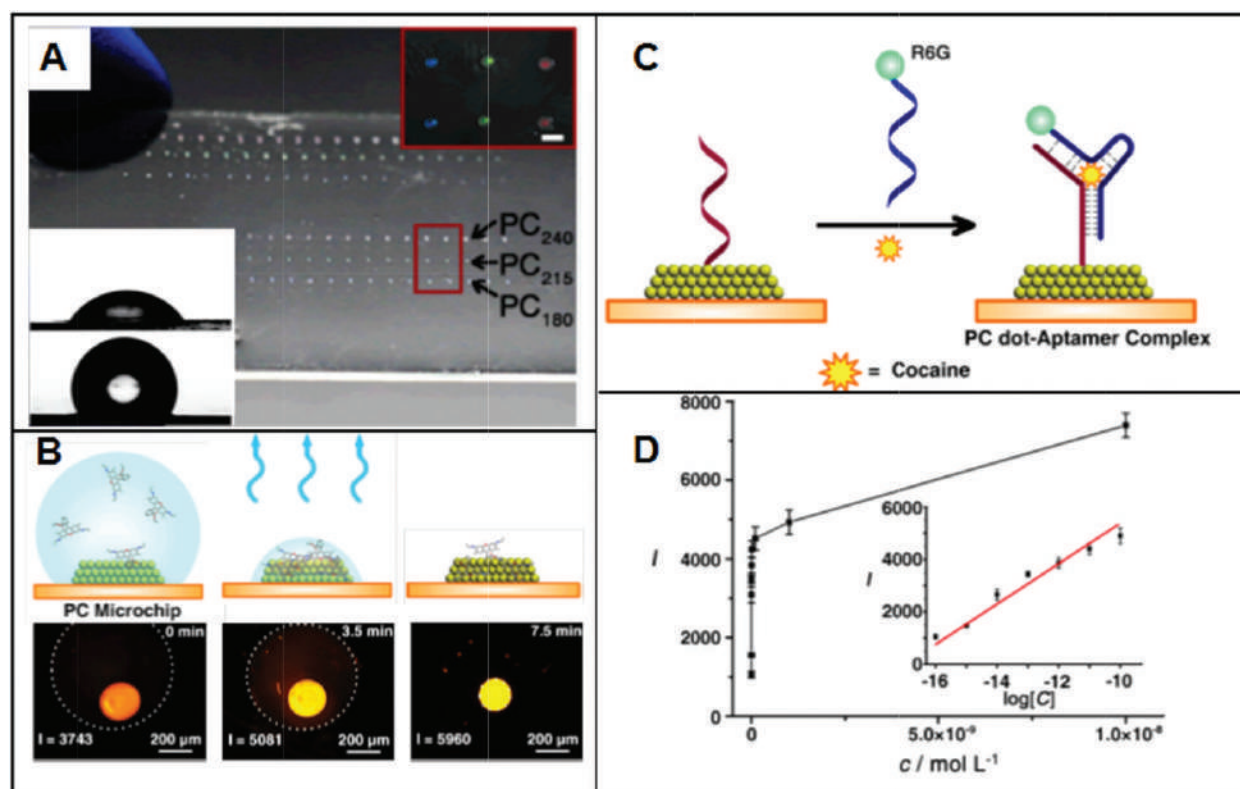 A
PC240
PC215
PC180
B
PC Microchip
0 min
I = 3743
200 µm
3.5 min
I = 5081
200 µm
7.5 min
I = 5960
200 µm
C
R6G
PC dot-Aptamer Complex
= Cocaine
D
8000
6000
4000
2000
0
I
0
5.0×10⁻⁹
1.0×10⁻⁸
c / mol L⁻¹
6000
4000
2000
0
I
-16
-14
-12
-10
log[C]